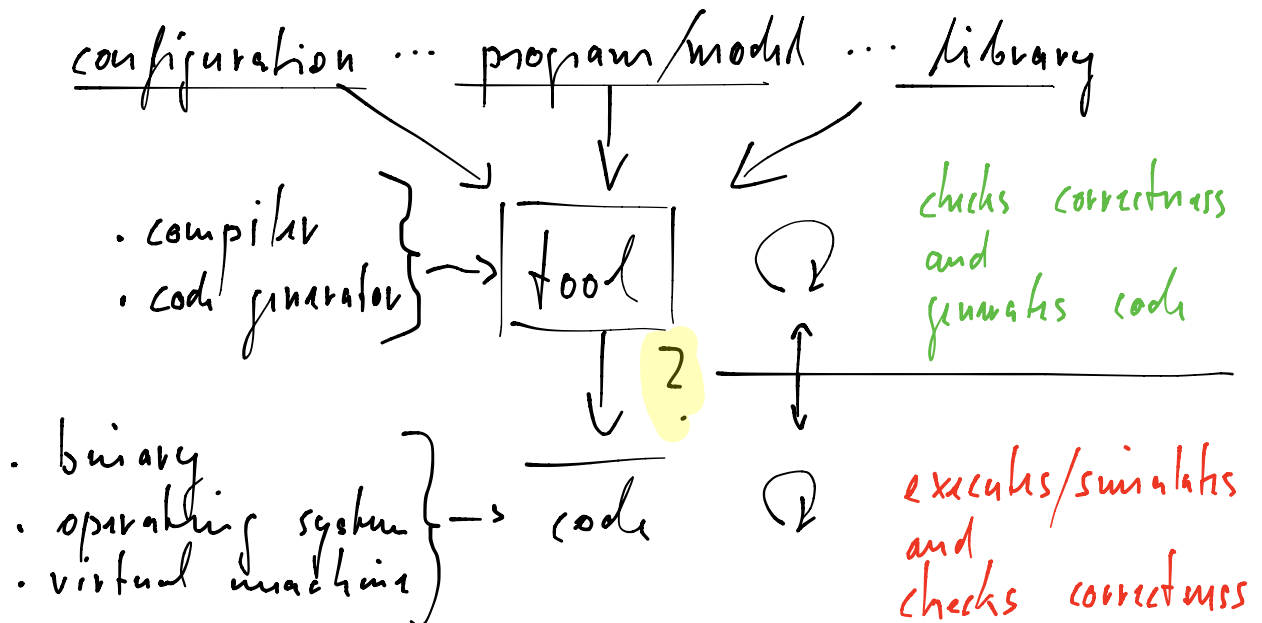 configuration ... program/model ... library
checks correctness
and
generates code
. compiler
. code generator
tool
?
. binary
. operating system
. virtual machine
code
executes/simulates
and
checks correctness